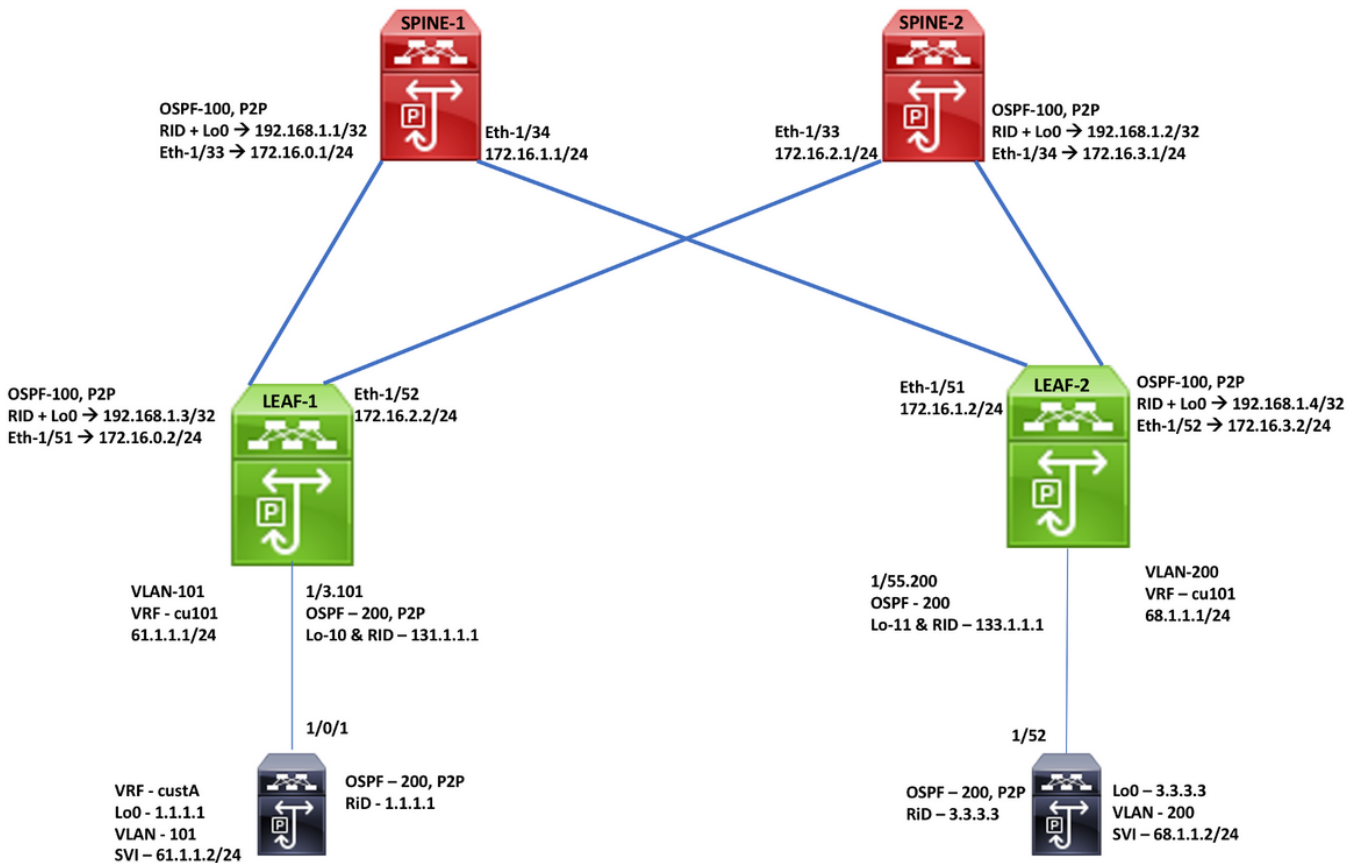 SPINE-1
SPINE-2
OSPF-100, P2P
RID + Lo0 → 192.168.1.1/32
Eth-1/33 → 172.16.0.1/24
P
Eth-1/34
172.16.1.1/24
Eth-1/33
172.16.2.1/24
P
OSPF-100, P2P
RID + Lo0 → 192.168.1.2/32
Eth-1/34 → 172.16.3.1/24
OSPF-100, P2P
RID + Lo0 → 192.168.1.3/32
Eth-1/51 → 172.16.0.2/24
LEAF-1
P
Eth-1/52
172.16.2.2/24
Eth-1/51
172.16.1.2/24
LEAF-2
P
OSPF-100, P2P
RID + Lo0 → 192.168.1.4/32
Eth-1/52 → 172.16.3.2/24
VLAN-101
VRF - cu101
61.1.1.1/24
1/3.101
OSPF – 200, P2P
Lo-10 & RID – 131.1.1.1
1/55.200
OSPF - 200
Lo-11 & RID – 133.1.1.1
VLAN-200
VRF – cu101
68.1.1.1/24
1/0/1
1/52
VRF - custA
Lo0 - 1.1.1.1
VLAN - 101
SVI – 61.1.1.2/24
P
OSPF – 200, P2P
RiD - 1.1.1.1
OSPF – 200, P2P
RiD – 3.3.3.3
P
Lo0 – 3.3.3.3
VLAN - 200
SVI – 68.1.1.2/24